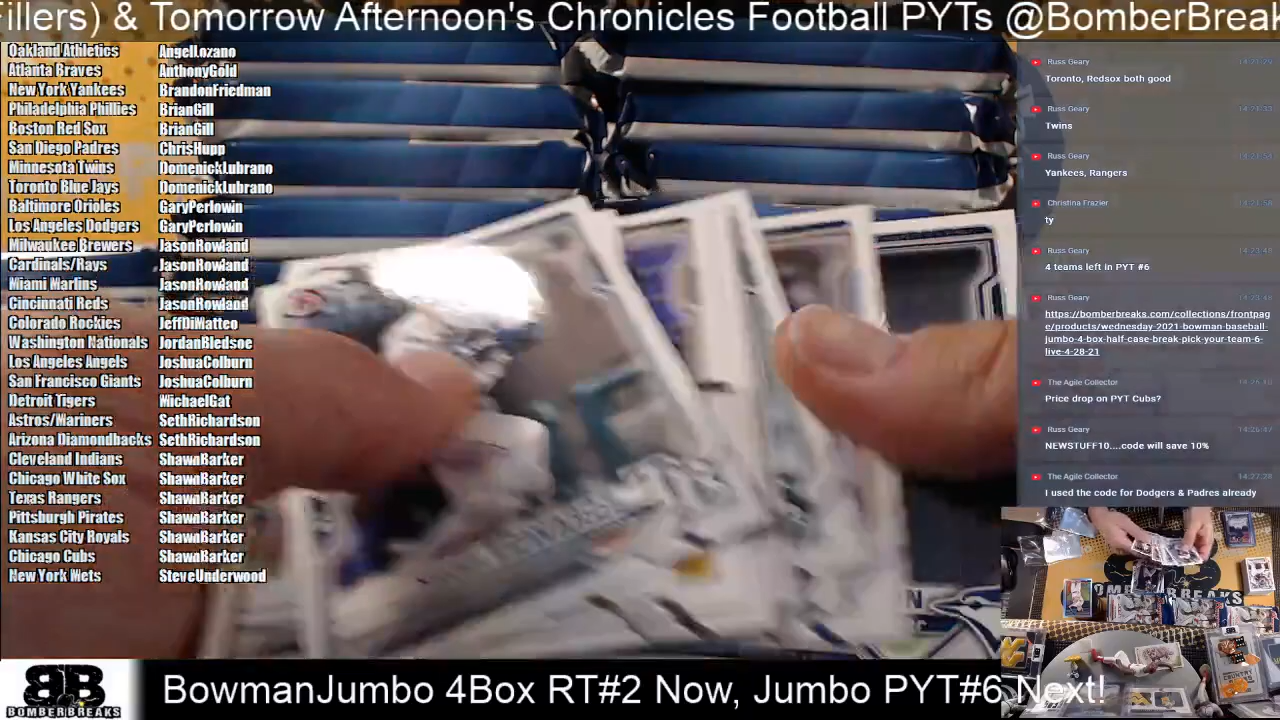 Fillers) & Tomorrow Afternoon's Chronicles Football PYTs @BomberBreak
Oakland Athletics AngelLozano
Atlanta Braves AnthonyGold
New York Yankees BrandonFriedman
Philadelphia Phillies BrianGill
Boston Red Sox BrianGill
San Diego Padres ChrisHupp
Minnesota Twins DomenickLubrano
Toronto Blue Jays DomenickLubrano
Baltimore Orioles GaryPerlowin
Los Angeles Dodgers GaryPerlowin
Milwaukee Brewers JasonRowland
Cardinals/Rays JasonRowland
Miami Marlins JasonRowland
Cincinnati Reds JasonRowland
Colorado Rockies JeffDiMatteo
Washington Nationals JordanBledsoe
Los Angeles Angels JoshuaColburn
San Francisco Giants JoshuaColburn
Detroit Tigers MichaelGat
Astros/Mariners SethRichardson
Arizona Diamondbacks SethRichardson
Cleveland Indians ShawnBarker
Chicago White Sox ShawnBarker
Texas Rangers ShawnBarker
Pittsburgh Pirates ShawnBarker
Kansas City Royals ShawnBarker
Chicago Cubs ShawnBarker
New York Mets SteveUnderwood
Russ Geary
Toronto, Redsox both good
Russ Geary
Twins
Russ Geary
Yankees, Rangers
Christina Frazier
ty
Russ Geary
4 teams left in PYT #6
Russ Geary
https://bomberbreaks.com/collections/frontpag
e/products/wednesday-2021-bowman-baseball-
jumbo-4-box-half-case-break-pick-your-team-6-
live-4-28-21
The Agile Collector
Price drop on PYT Cubs?
Russ Geary
NEWSTUFF10....code will save 10%
The Agile Collector
I used the code for Dodgers & Padres already
BOMBERBREAKS
BB
BOMBERBREAKS
BowmanJumbo 4Box RT#2 Now, Jumbo PYT#6 Next!